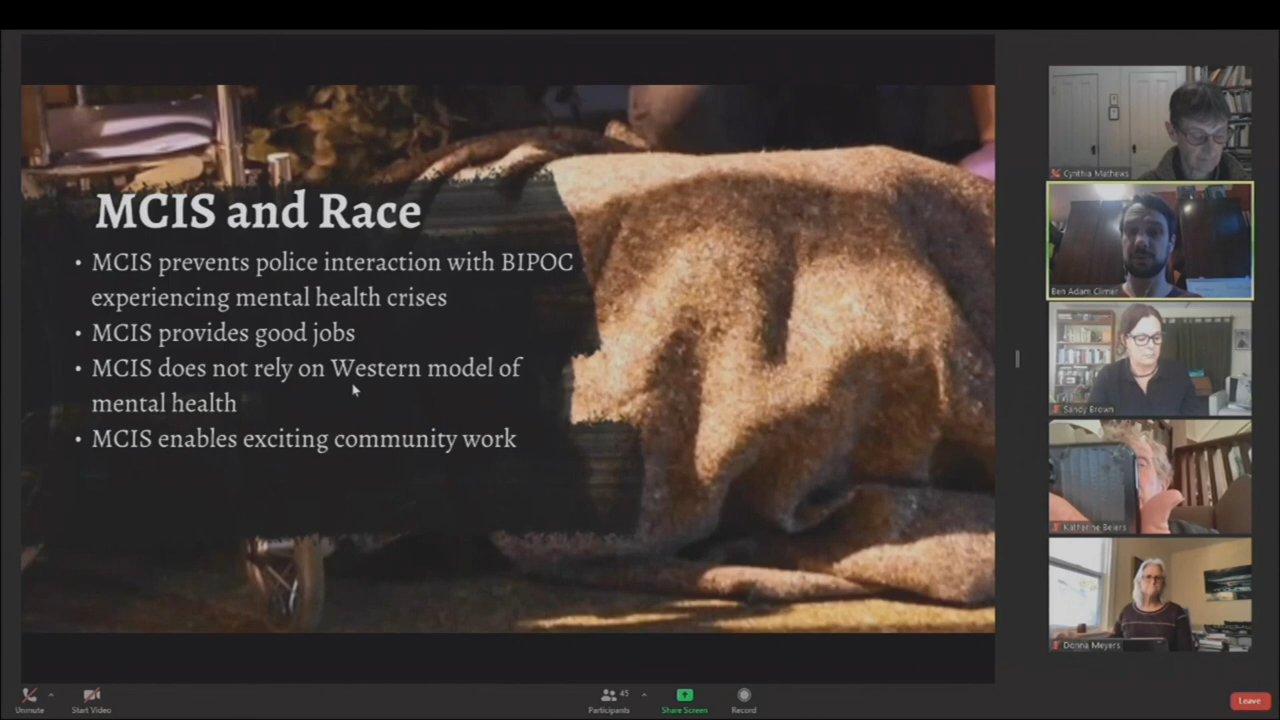 MCIS and Race
• MCIS prevents police interaction with BIPOC
experiencing mental health crises
• MCIS provides good jobs
• MCIS does not rely on Western model of
mental health
• MCIS enables exciting community work
Cynthia Mathews
Ben Adam Climer
Sandy Brown
Katherine Beiers
Donna Meyers
Unmute
Start Video
45
Participants
Share Screen
Record
Leave